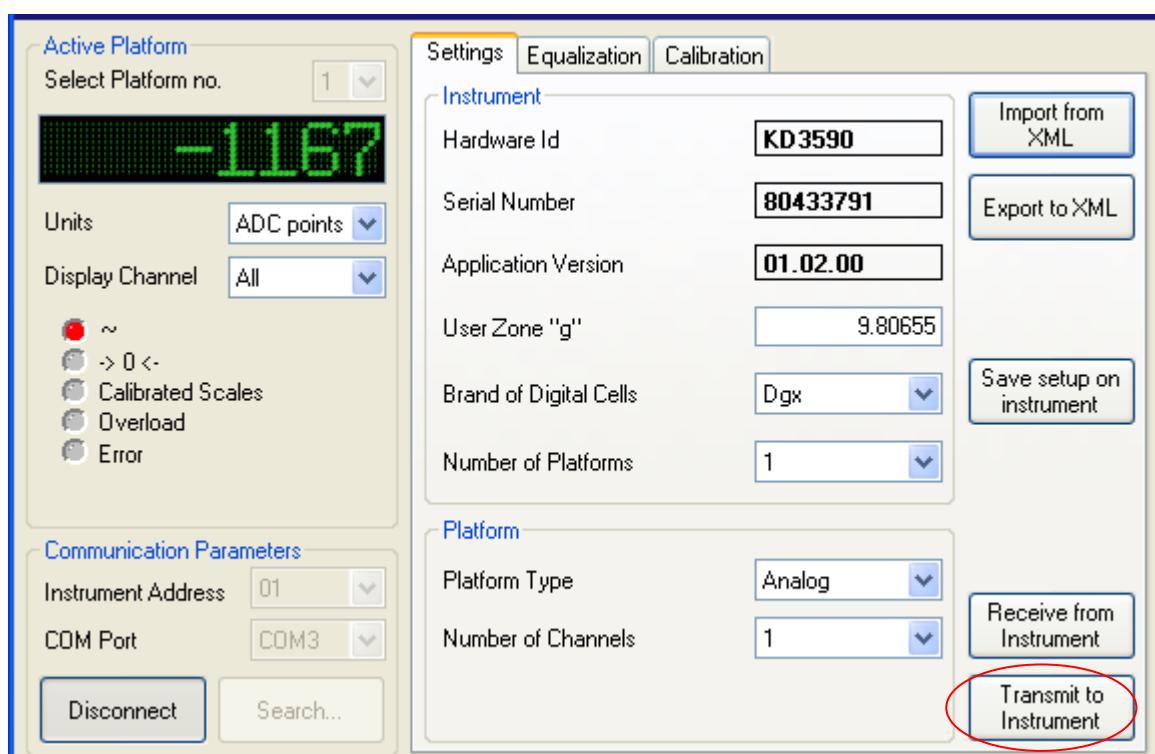 Active Platform
Select Platform no. 1
-1167
Units ADC points
Display Channel All
~
-> 0 <-
Calibrated Scales
Overload
Error
Communication Parameters
Instrument Address 01
COM Port COM3
Disconnect Search...
Settings Equalization Calibration
Instrument
Hardware Id KD3590
Serial Number 80433791
Application Version 01.02.00
User Zone "g" 9.80655
Brand of Digital Cells Dgx
Number of Platforms 1
Platform
Platform Type Analog
Number of Channels 1
Import from
XML
Export to XML
Save setup on
instrument
Receive from
Instrument
Transmit to
Instrument